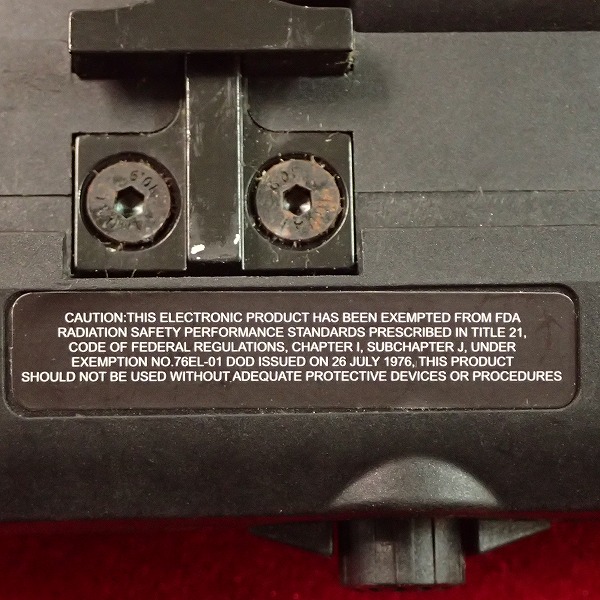 10.9
CAUTION:THIS ELECTRONIC PRODUCT HAS BEEN EXEMPTED FROM FDA
RADIATION SAFETY PERFORMANCE STANDARDS PRESCRIBED IN TITLE 21,
CODE OF FEDERAL REGULATIONS, CHAPTER I, SUBCHAPTER J, UNDER
EXEMPTION NO.76EL-01 DOD ISSUED ON 26 JULY 1976, THIS PRODUCT
SHOULD NOT BE USED WITHOUT ADEQUATE PROTECTIVE DEVICES OR PROCEDURES